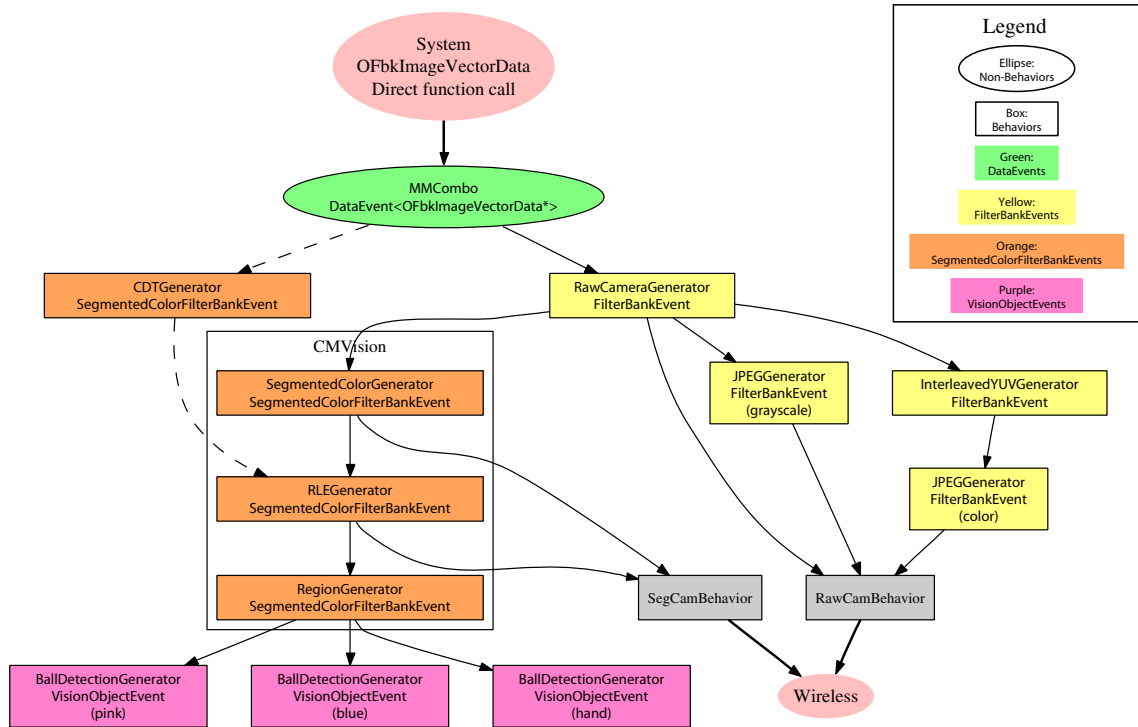 System
OFbkImageVectorData
Direct function call
Legend
Ellipse:
Non-Behaviors
Box:
Behaviors
Green:
DataEvents
Yellow:
FilterBankEvents
Orange:
SegmentedColorFilterBankEvents
Purple:
VisionObjectEvents
MMCombo
DataEvent<OFbkImageVectorData*>
CDTGenerator
SegmentedColorFilterBankEvent
RawCameraGenerator
FilterBankEvent
CMVision
SegmentedColorGenerator
SegmentedColorFilterBankEvent
JPEGGenerator
FilterBankEvent
(grayscale)
InterleavedYUVGenerator
FilterBankEvent
RLEGenerator
SegmentedColorFilterBankEvent
JPEGGenerator
FilterBankEvent
(color)
RegionGenerator
SegmentedColorFilterBankEvent
SegCamBehavior
RawCamBehavior
BallDetectionGenerator
VisionObjectEvent
(pink)
BallDetectionGenerator
VisionObjectEvent
(blue)
BallDetectionGenerator
VisionObjectEvent
(hand)
Wireless